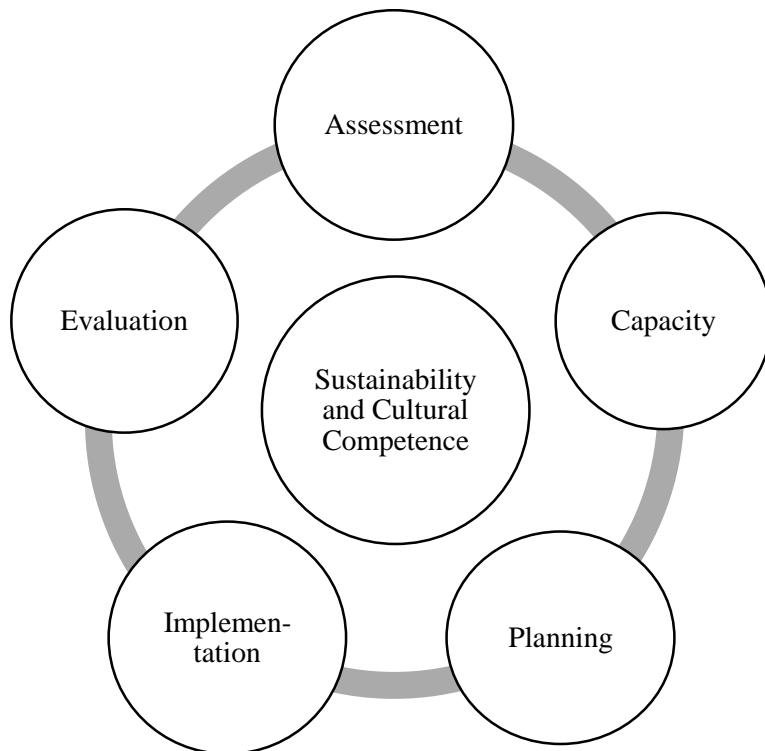 Assessment
Capacity
Planning
Implemen-
tation
Evaluation
Sustainability
and Cultural
Competence